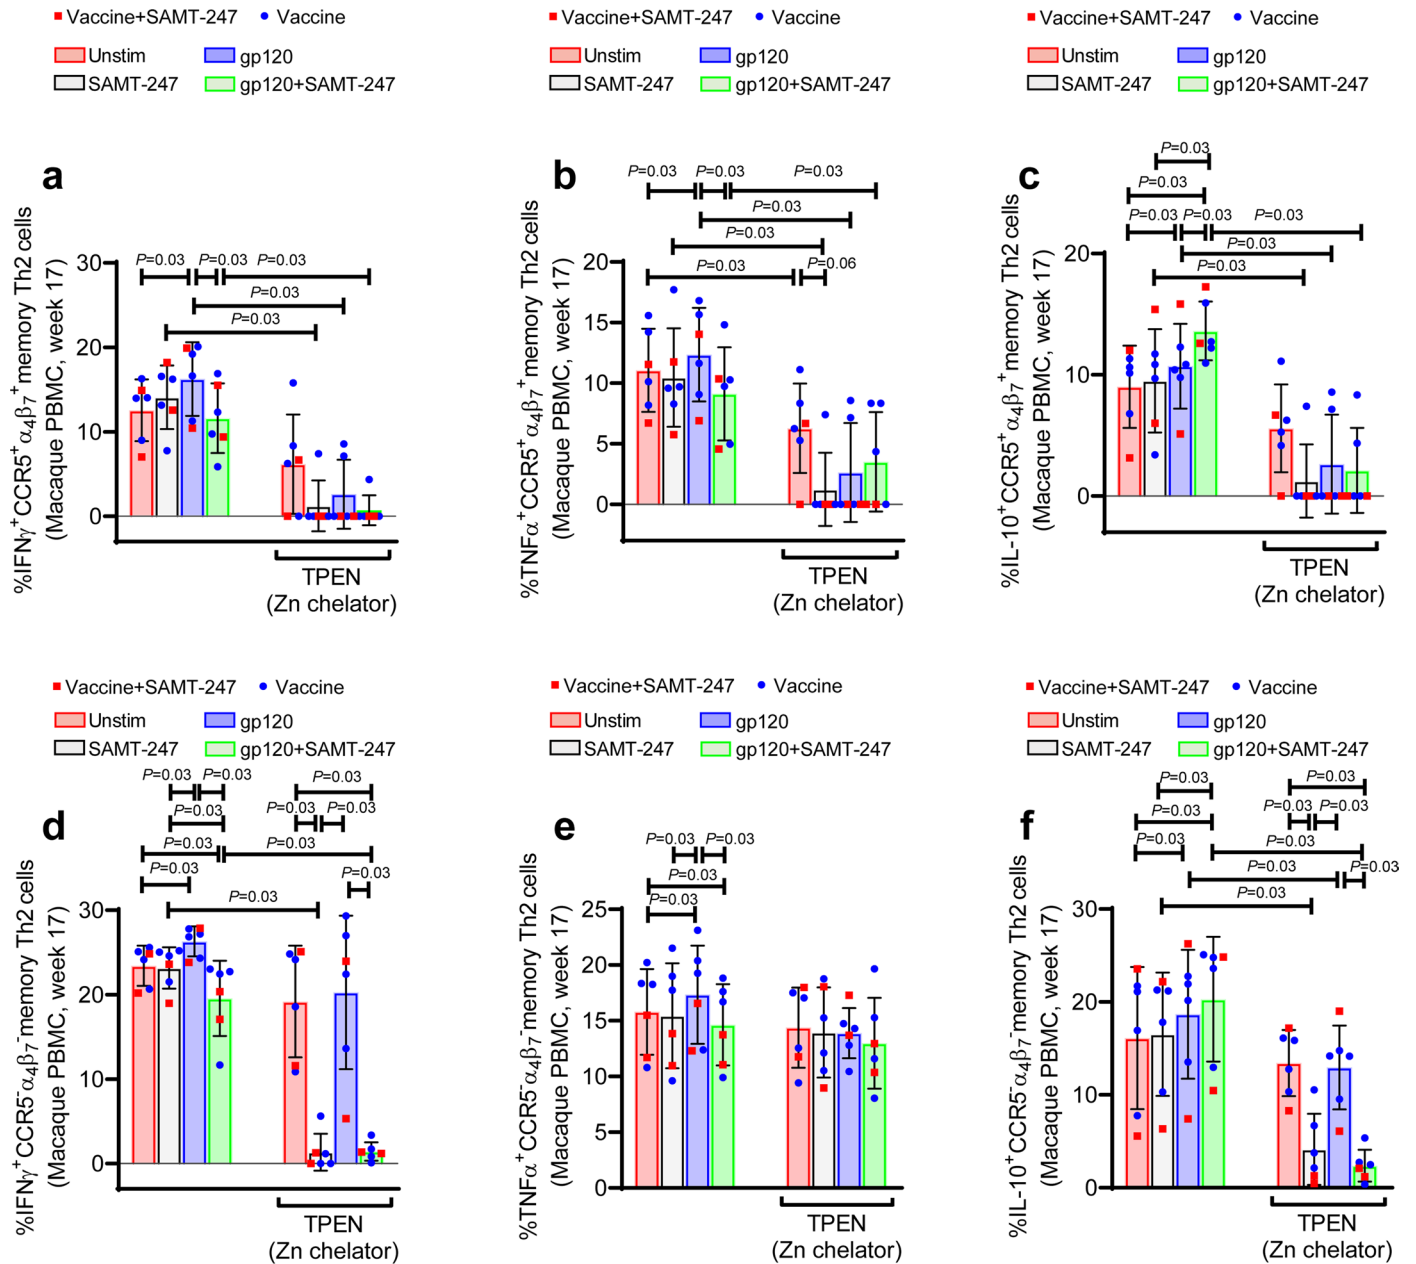 Vaccine+SAMT-247 Vaccine
Unstim gp120
SAMT-247 gp120+SAMT-247
a
%IFNγ⁺CCR5⁺α₄β₇⁺memory Th2 cells
(Macaque PBMC, week 17)
P=0.03 P=0.03 P=0.03
P=0.03
P=0.03
30
20
10
0
TPEN
(Zn chelator)
Vaccine+SAMT-247 Vaccine
Unstim gp120
SAMT-247 gp120+SAMT-247
b
%TNFα⁺CCR5⁺α₄β₇⁺memory Th2 cells
(Macaque PBMC, week 17)
P=0.03 P=0.03 P=0.03
P=0.03
P=0.03
P=0.03 P=0.06
20
15
10
5
0
TPEN
(Zn chelator)
Vaccine+SAMT-247 Vaccine
Unstim gp120
SAMT-247 gp120+SAMT-247
c
%IL-10⁺CCR5⁺α₄β₇⁺memory Th2 cells
(Macaque PBMC, week 17)
P=0.03
P=0.03
P=0.03 P=0.03 P=0.03
P=0.03
P=0.03
20
10
0
TPEN
(Zn chelator)
Vaccine+SAMT-247 Vaccine
Unstim gp120
SAMT-247 gp120+SAMT-247
d
%IFNγ⁺CCR5⁻α₄β₇⁻memory Th2 cells
(Macaque PBMC, week 17)
P=0.03 P=0.03 P=0.03
P=0.03 P=0.03 P=0.03
P=0.03 P=0.03
P=0.03 P=0.03
P=0.03
30
20
10
0
TPEN
(Zn chelator)
Vaccine+SAMT-247 Vaccine
Unstim gp120
SAMT-247 gp120+SAMT-247
e
%TNFα⁺CCR5⁻α₄β₇⁻memory Th2 cells
(Macaque PBMC, week 17)
P=0.03 P=0.03
P=0.03
P=0.03
25
20
15
10
5
0
TPEN
(Zn chelator)
Vaccine+SAMT-247 Vaccine
Unstim gp120
SAMT-247 gp120+SAMT-247
f
%IL-10⁺CCR5⁻α₄β₇⁻memory Th2 cells
(Macaque PBMC, week 17)
P=0.03 P=0.03
P=0.03 P=0.03 P=0.03
P=0.03 P=0.03
P=0.03 P=0.03
P=0.03
30
20
10
0
TPEN
(Zn chelator)